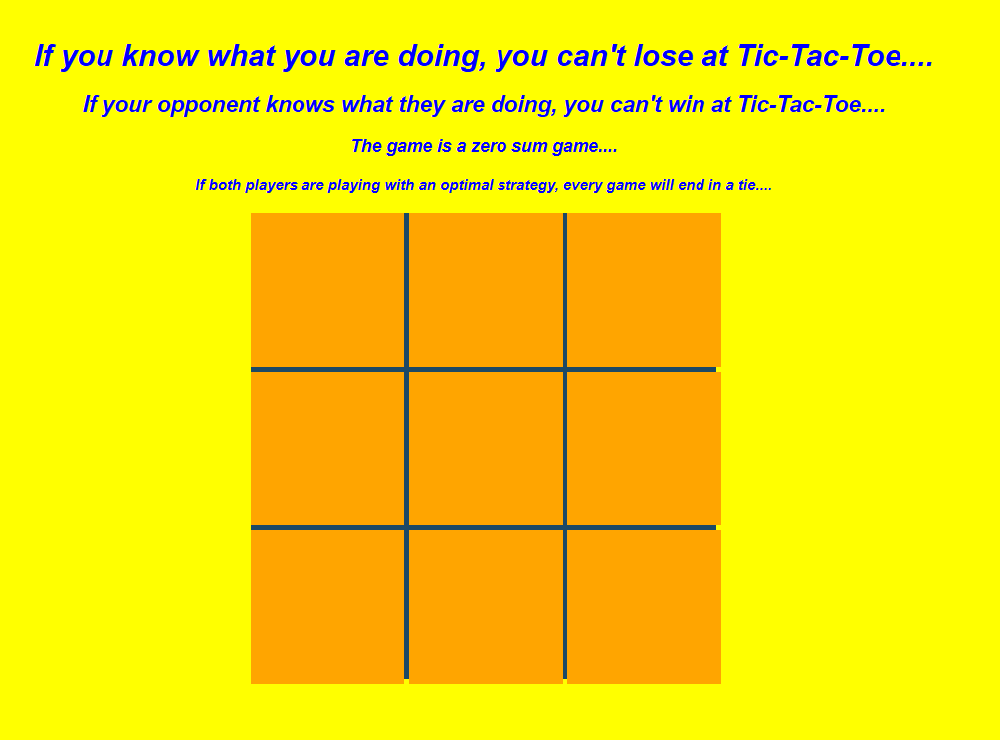 If you know what you are doing, you can't lose at Tic-Tac-Toe....
If your opponent knows what they are doing, you can't win at Tic-Tac-Toe....
The game is a zero sum game....
If both players are playing with an optimal strategy, every game will end in a tie....